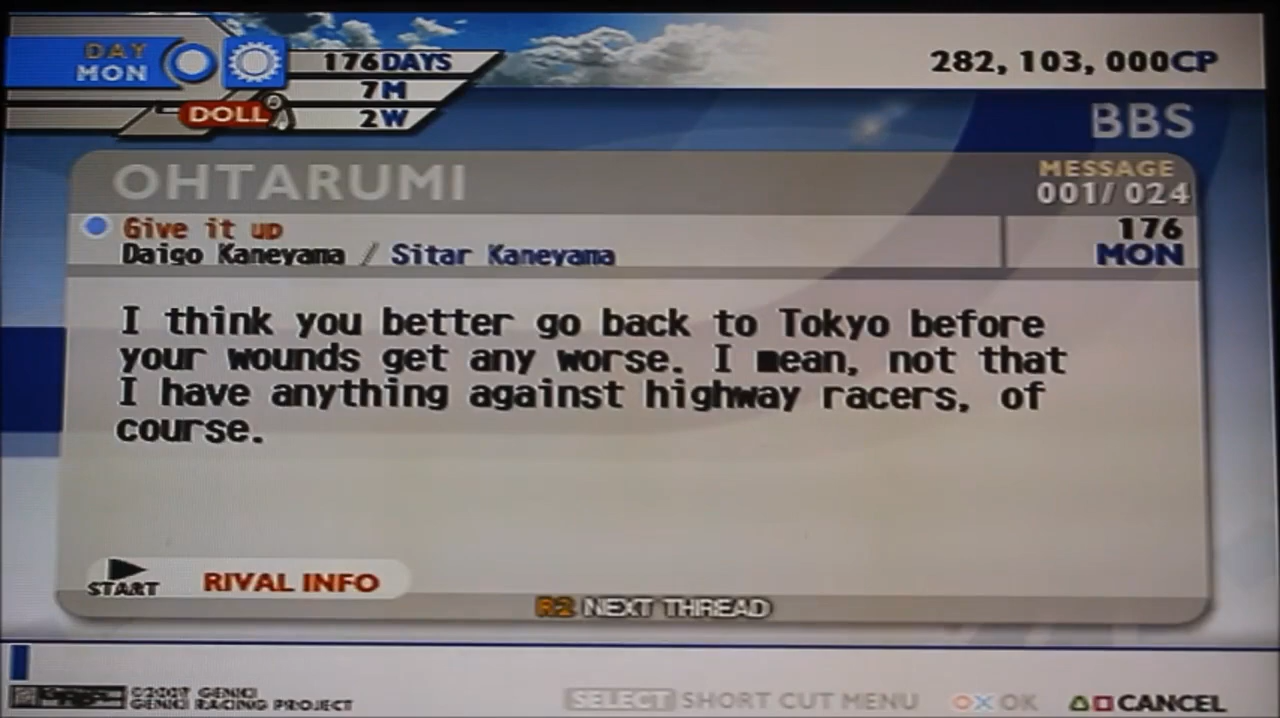 DAY
MON
176DAYS
7M
2W
DOLL
282, 103, 000CP
BBS
OHTARUMI
MESSAGE
001/ 024
Give it up
Daigo Kaneyama / Sitar Kaneyama
176
MON
I think you better go back to Tokyo before
your wounds get any worse. I mean, not that
I have anything against highway racers, of
course.
START RIVAL INFO
R2 NEXT THREAD
©2007 GENKI
GENKI RACING PROJECT
SELECT SHORT CUT MENU
OK
CANCEL